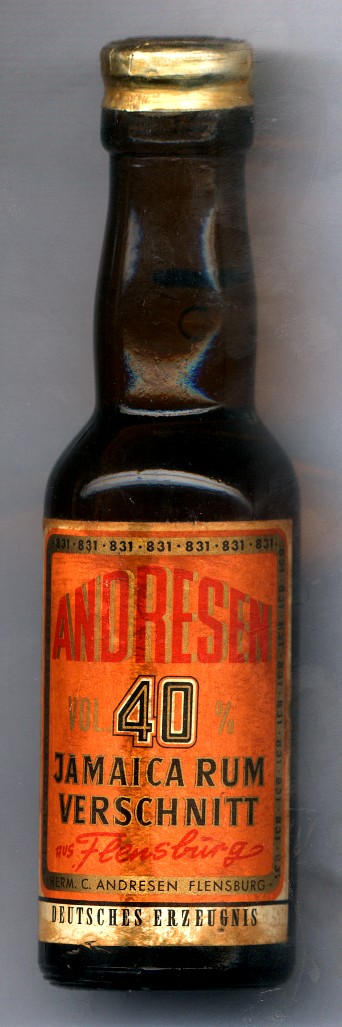 831 · 831 · 831 · 831 · 831 · 831 · 831
ANDRESEN
VOL. 40 %
JAMAICA RUM
VERSCHNITT
aus Flensburg
HERM. C. ANDRESEN FLENSBURG
DEUTSCHES ERZEUGNIS